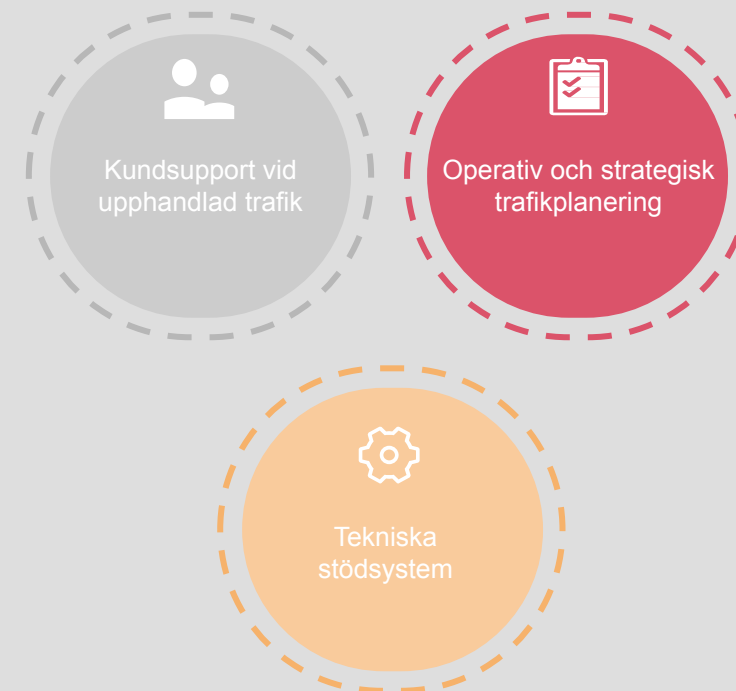 Kundsupport vid
upphandlad trafik
Operativ och strategisk
trafikplanering
Tekniska
stödsystem